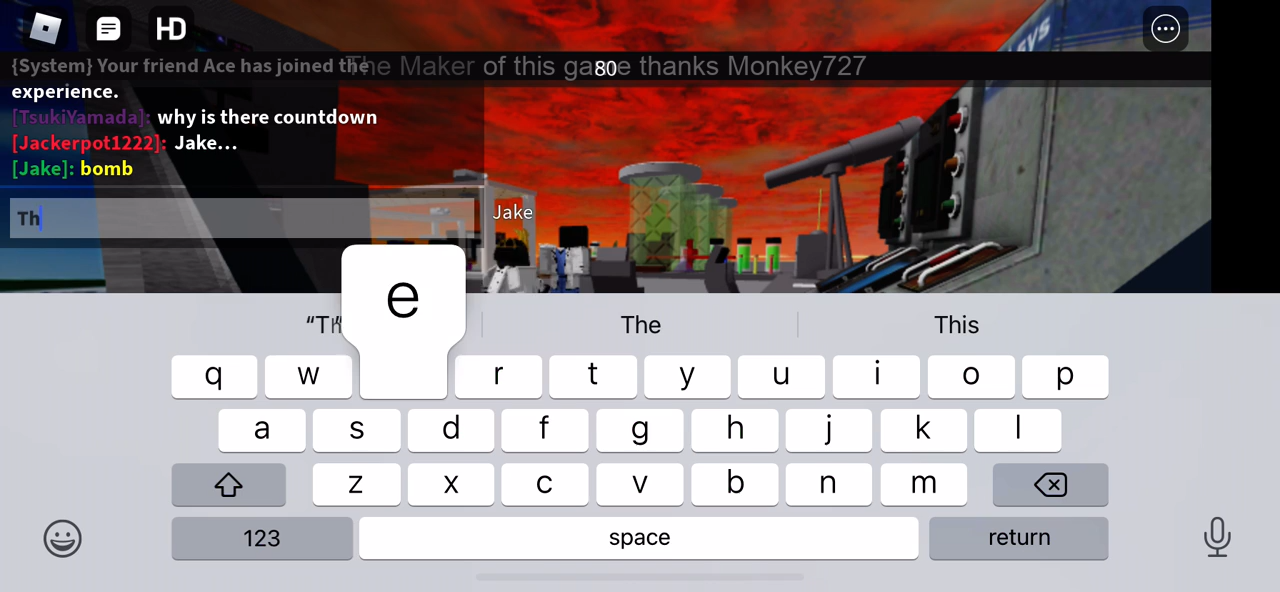 HD
{System} Your friend Ace has joined the
experience.
The Maker of this game thanks Monkey727
80
[TsukiYamada]: why is there countdown
[Jackerpot1222]: Jake...
[Jake]: bomb
Th
Jake
e
The
This
q w r t y u i o p
a s d f g h j k l
z x c v b n m
123
space
return